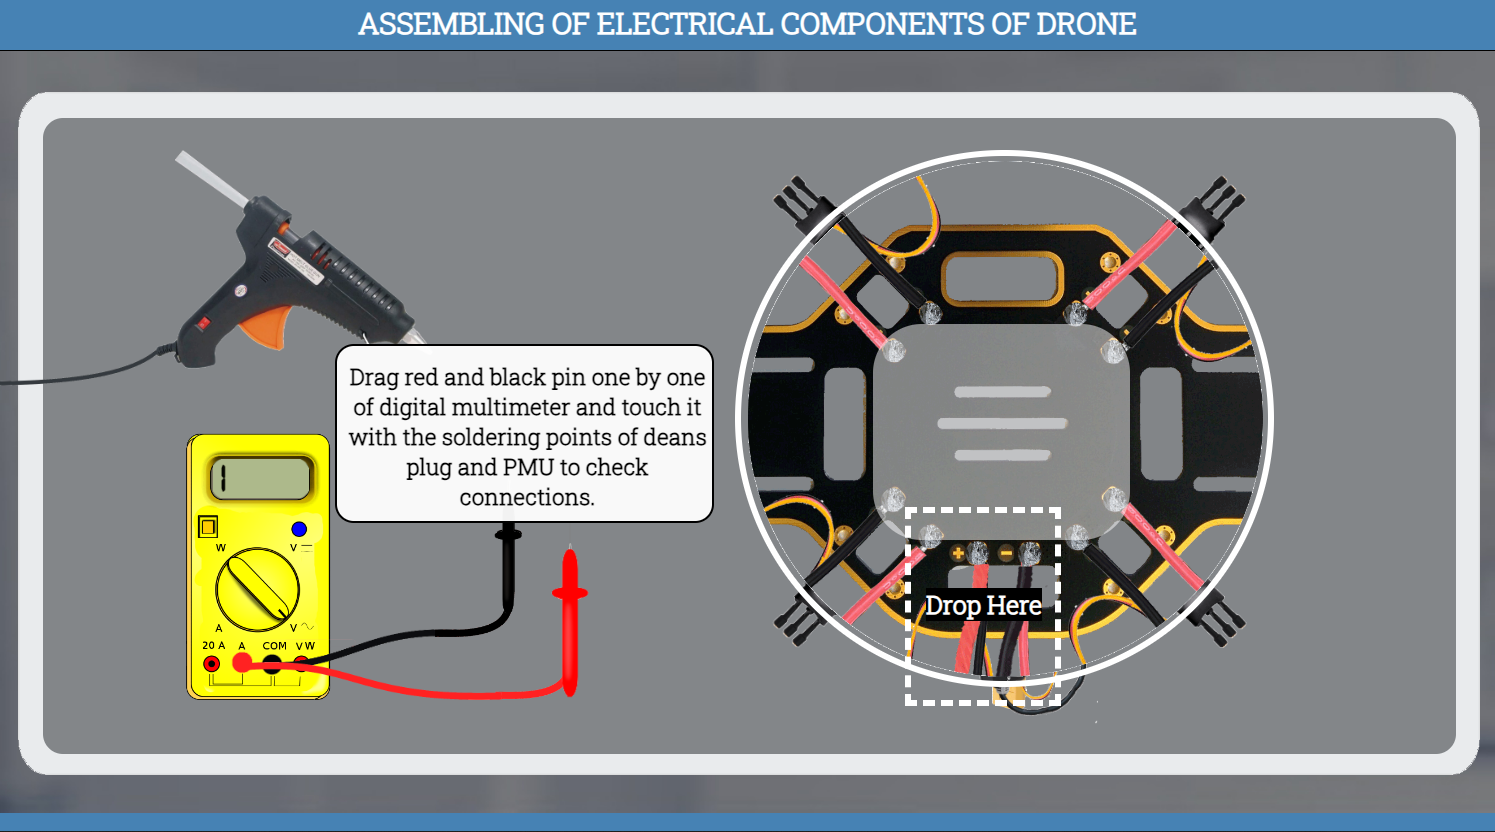 ASSEMBLING OF ELECTRICAL COMPONENTS OF DRONE
Drag red and black pin one by one
of digital multimeter and touch it
with the soldering points of deans
plug and PMU to check
connections.
1
W
V
A
V
20 A A COM V W
+ −
Drop Here